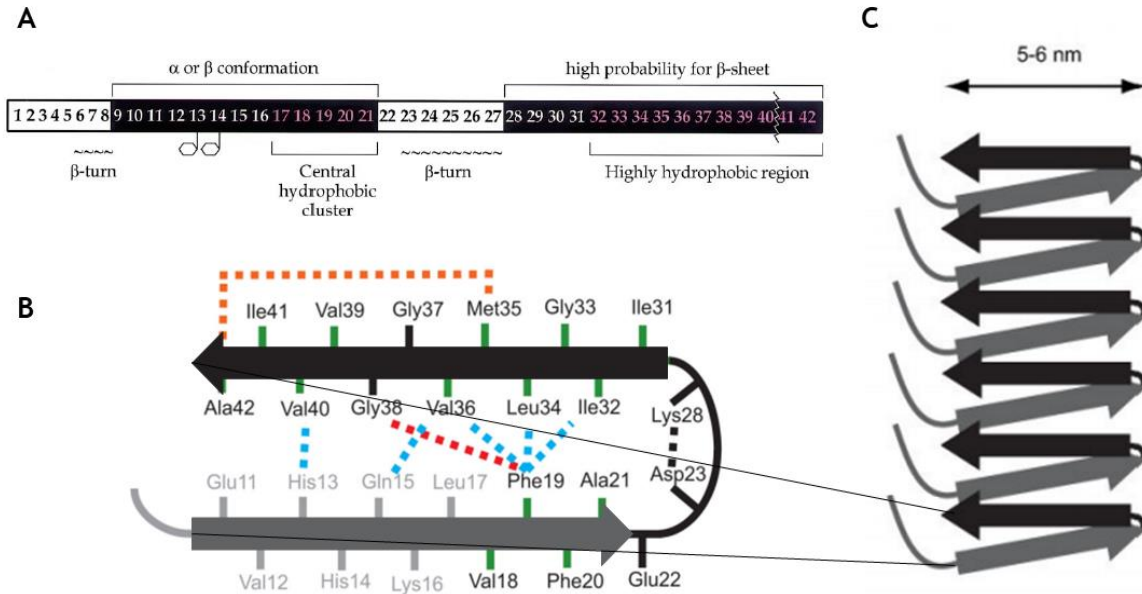 A
C
α or β conformation
high probability for β-sheet
5-6 nm
1 2 3 4 5 6 7 8 9 10 11 12 13 14 15 16 17 18 19 20 21 22 23 24 25 26 27 28 29 30 31 32 33 34 35 36 37 38 39 40 41 42
β-turn
Central
hydrophobic
cluster
β-turn
Highly hydrophobic region
B
Ile41 Val39 Gly37 Met35 Gly33 Ile31
Ala42 Val40 Gly38 Val36 Leu34 Ile32
Lys28
Asp23
Glu11 His13 Gln15 Leu17 Phe19 Ala21
Val12 His14 Lys16 Val18 Phe20 Glu22